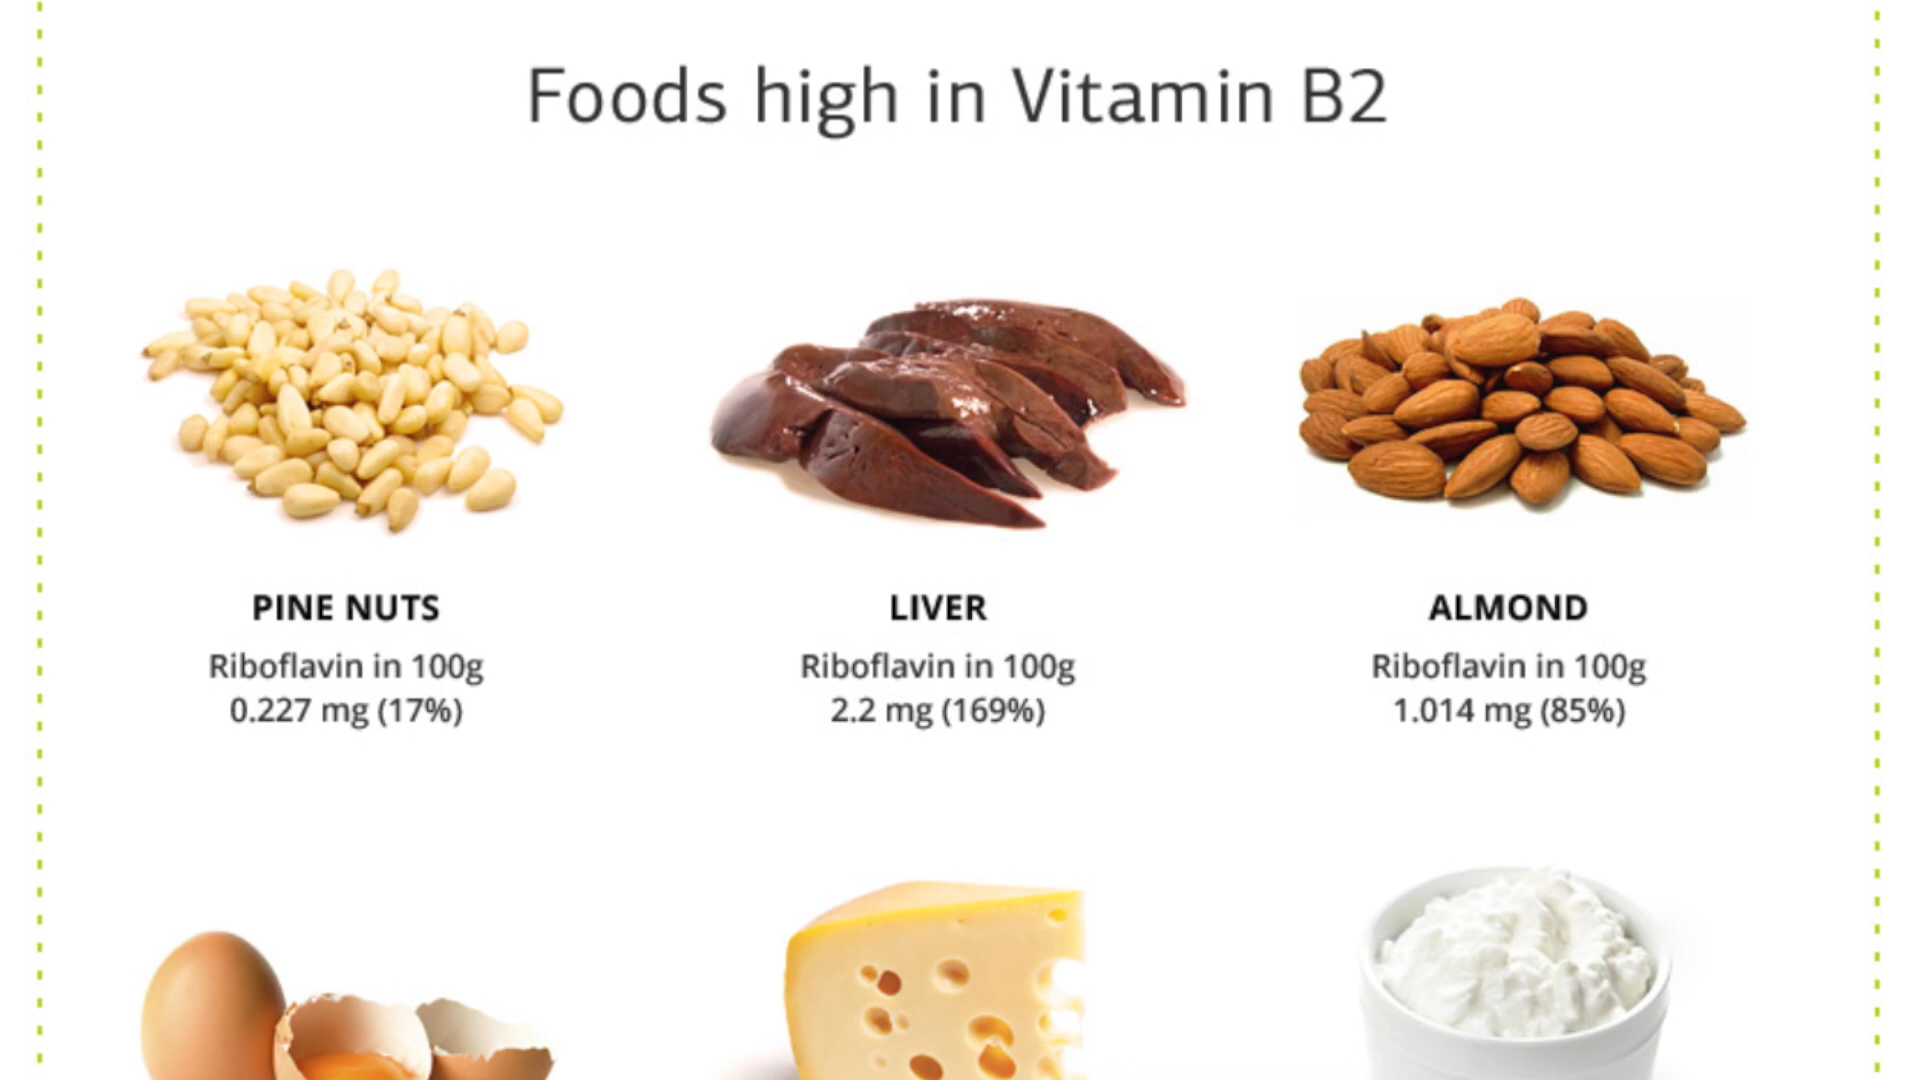 Foods high in Vitamin B2
PINE NUTS
Riboflavin in 100g
0.227 mg (17%)
LIVER
Riboflavin in 100g
2.2 mg (169%)
ALMOND
Riboflavin in 100g
1.014 mg (85%)